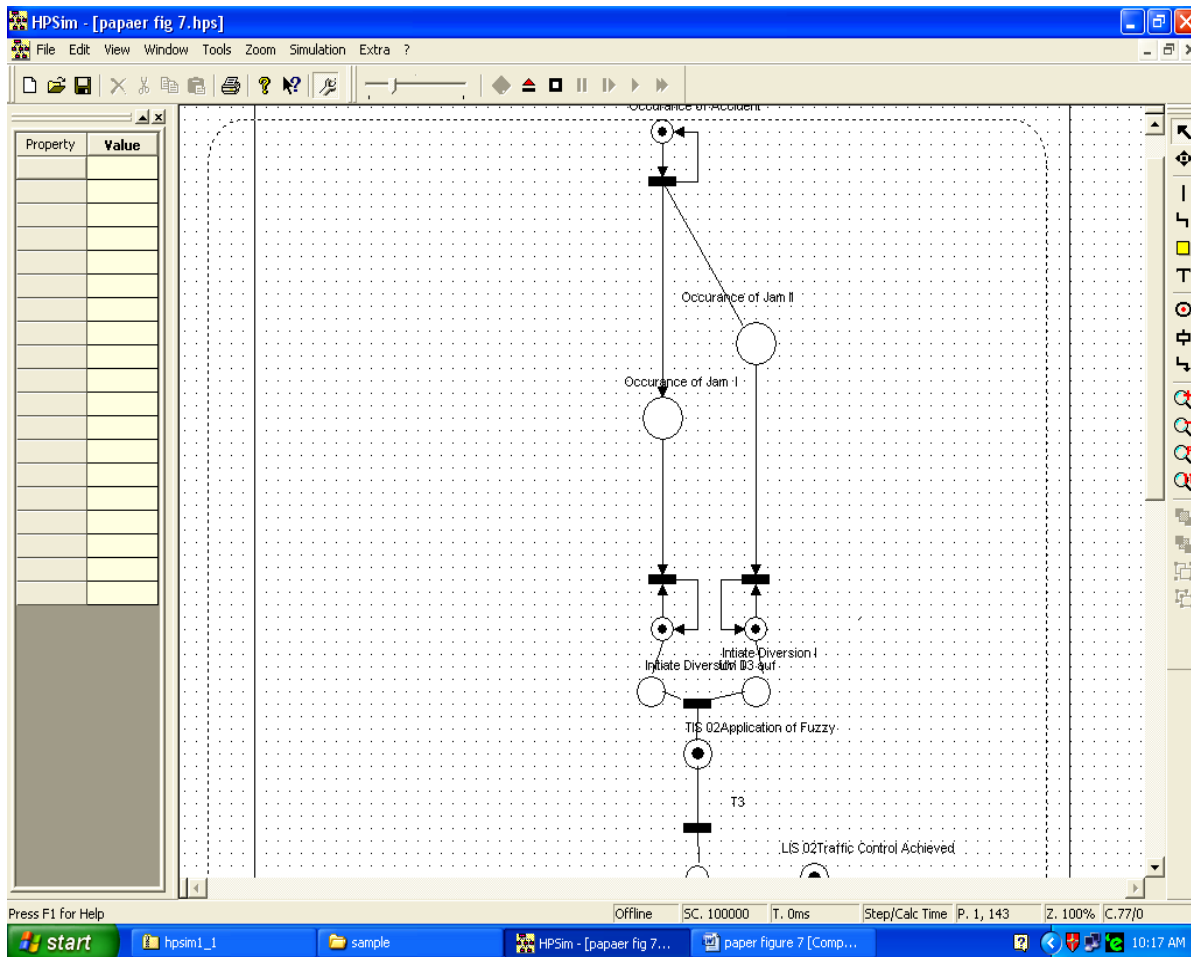 HPSim - [papaer fig 7.hps]
File Edit View Window Tools Zoom Simulation Extra ?
Property Value
Occurance of Accident
Occurance of Jam II
Occurance of Jam I
Intiate Diversion I
Intiate Diversion auf
TIS 02Application of Fuzzy
T3
LIS 02Traffic Control Achieved
Press F1 for Help Offline SC. 100000 T. 0ms Step/Calc Time P. 1, 143 Z. 100% C.77/0
start hpsim1_1 sample HPSim - [papaer fig 7... paper figure 7 [Comp... 10:17 AM